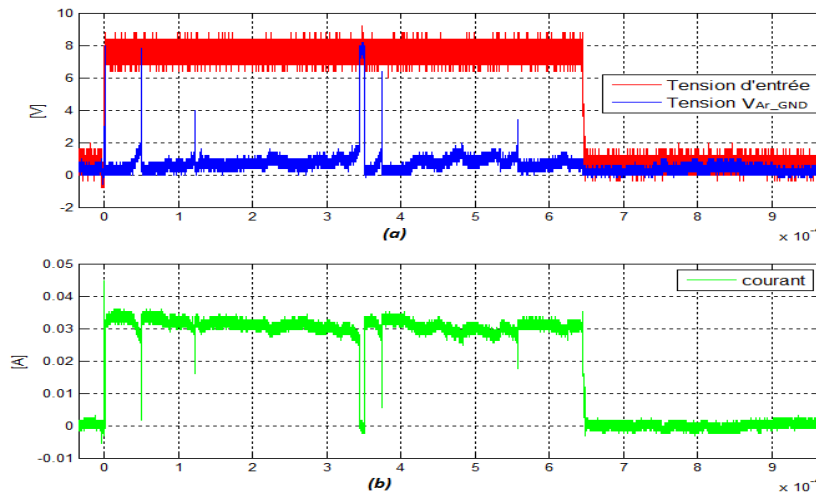 10
8
6
4
2
0
-2
[V]
Tension d'entrée
Tension VAr_GND
0 1 2 3 4 5 6 7 8 9
(a)
0.05
0.04
0.03
0.02
0.01
0
-0.01
[A]
courant
0 1 2 3 4 5 6 7 8 9
(b)